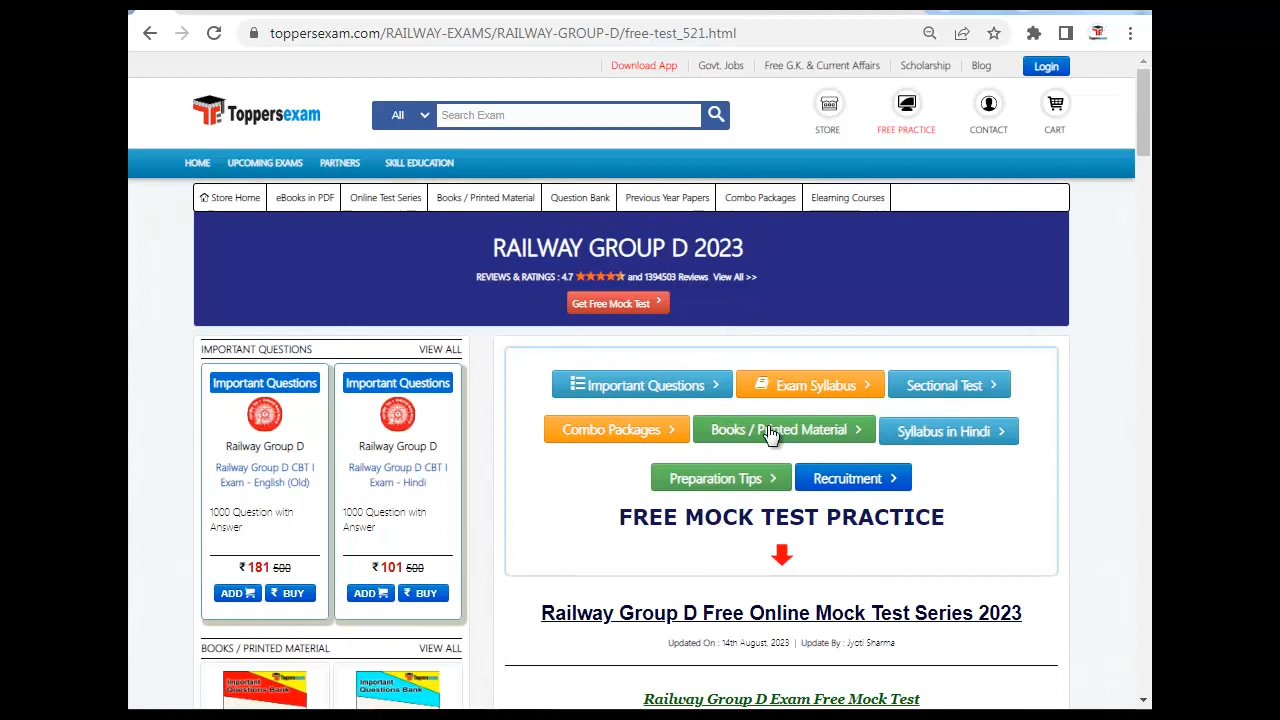 toppersexam.com/RAILWAY-EXAMS/RAILWAY-GROUP-D/free-test_521.html
Download App | Govt. Jobs | Free G.K. & Current Affairs | Scholarship | Blog Login
Toppersexam All Search Exam
STORE FREE PRACTICE CONTACT CART
HOME UPCOMING EXAMS PARTNERS SKILL EDUCATION
Store Home eBooks in PDF Online Test Series Books / Printed Material Question Bank Previous Year Papers Combo Packages Elearning Courses
RAILWAY GROUP D 2023
REVIEWS & RATINGS : 4.7 and 1394503 Reviews View All >>
Get Free Mock Test >
IMPORTANT QUESTIONS VIEW ALL
Important Questions
Railway Group D
Railway Group D CBT I
Exam - English (Old)
1000 Question with
Answer
₹ 181 500
ADD ₹ BUY
Important Questions
Railway Group D
Railway Group D CBT I
Exam - Hindi
1000 Question with
Answer
₹ 101 500
ADD ₹ BUY
BOOKS / PRINTED MATERIAL VIEW ALL
Toppersexam
Important
Questions Bank
Toppersexam
Important
Questions Bank
Important Questions > Exam Syllabus > Sectional Test >
Combo Packages > Books / Printed Material > Syllabus in Hindi >
Preparation Tips > Recruitment >
FREE MOCK TEST PRACTICE
Railway Group D Free Online Mock Test Series 2023
Updated On : 14th August, 2023 | Update By : Jyoti Sharma
Railway Group D Exam Free Mock Test